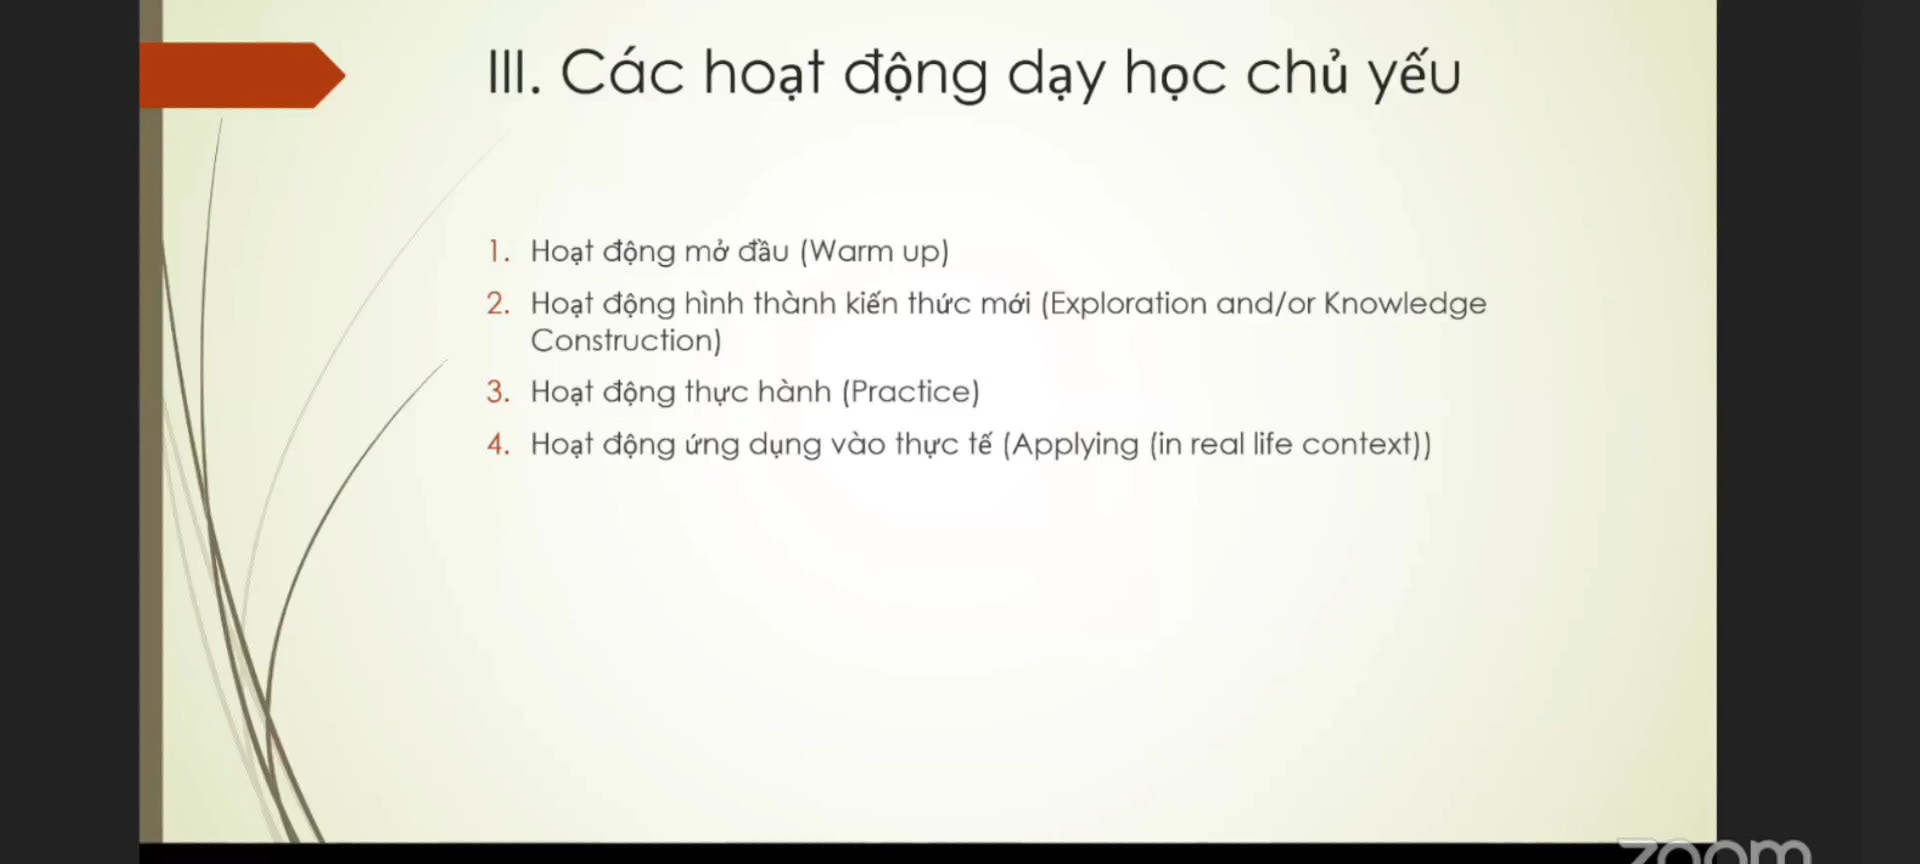 III. Các hoạt động dạy học chủ yếu
1. Hoạt động mở đầu (Warm up)
2. Hoạt động hình thành kiến thức mới (Exploration and/or Knowledge
Construction)
3. Hoạt động thực hành (Practice)
4. Hoạt động ứng dụng vào thực tế (Applying (in real life context))
zoom